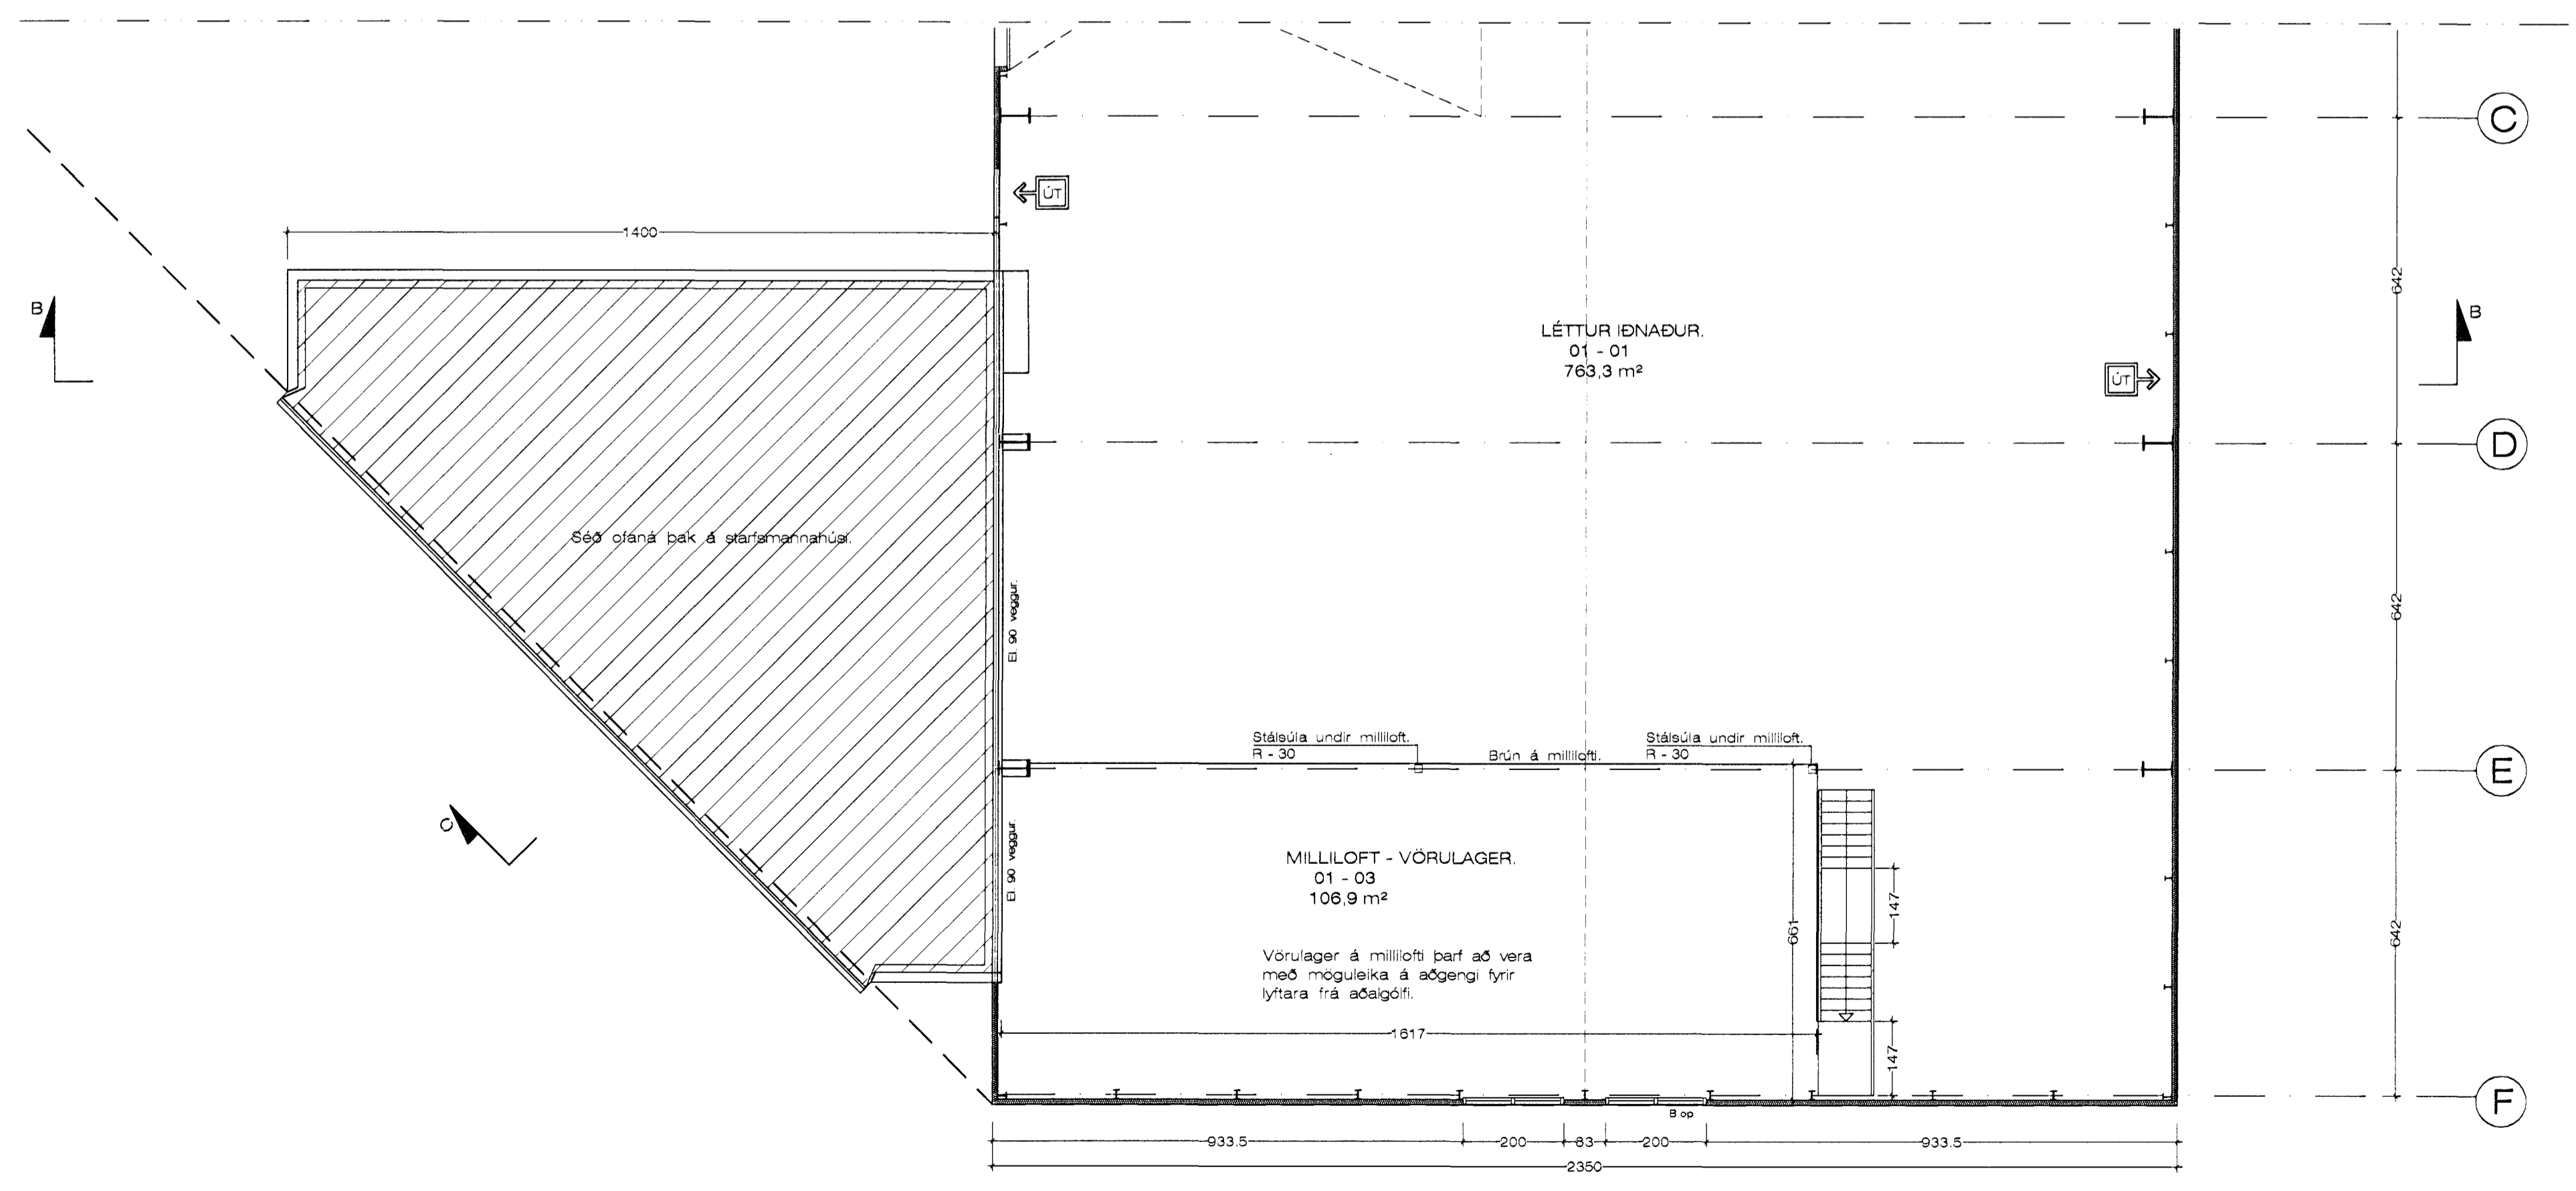 C
ÚT
1400
B
642
B
LÉTTUR IÐNAÐUR.
01 - 01
763,3 m²
ÚT
D
Séð ofaná þak á starfsmannahúsi.
EI 90 veggur.
642
Stálsúla undir milliloft.
R - 30
Brún á millilofti.
Stálsúla undir milliloft.
R - 30
E
C
EI 90 veggur.
MILLILOFT - VÖRULAGER.
01 - 03
106,9 m²
147
661
642
Vörulager á millilofti þarf að vera
með möguleika á aðgengi fyrir
lyftara frá aðalgólfi.
1617
147
F
B.op
933.5
200
83
200
933.5
2350